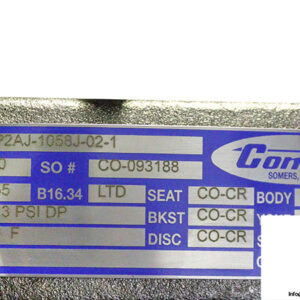 P2AJ-1058J-02-1
SO # CO-093188
B16.34 LTD SEAT CO-CR BODY
3 PSI DP BKST CO-CR
F DISC CO-CR
SOMERS,